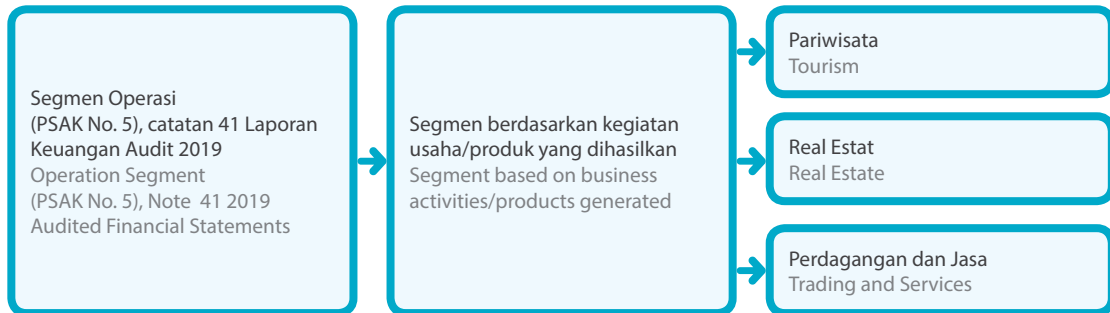 Segmen Operasi
(PSAK No. 5), catatan 41 Laporan
Keuangan Audit 2019
Operation Segment
(PSAK No. 5), Note 41 2019
Audited Financial Statements
Segmen berdasarkan kegiatan
usaha/produk yang dihasilkan
Segment based on business
activities/products generated
Pariwisata
Tourism
Real Estat
Real Estate
Perdagangan dan Jasa
Trading and Services